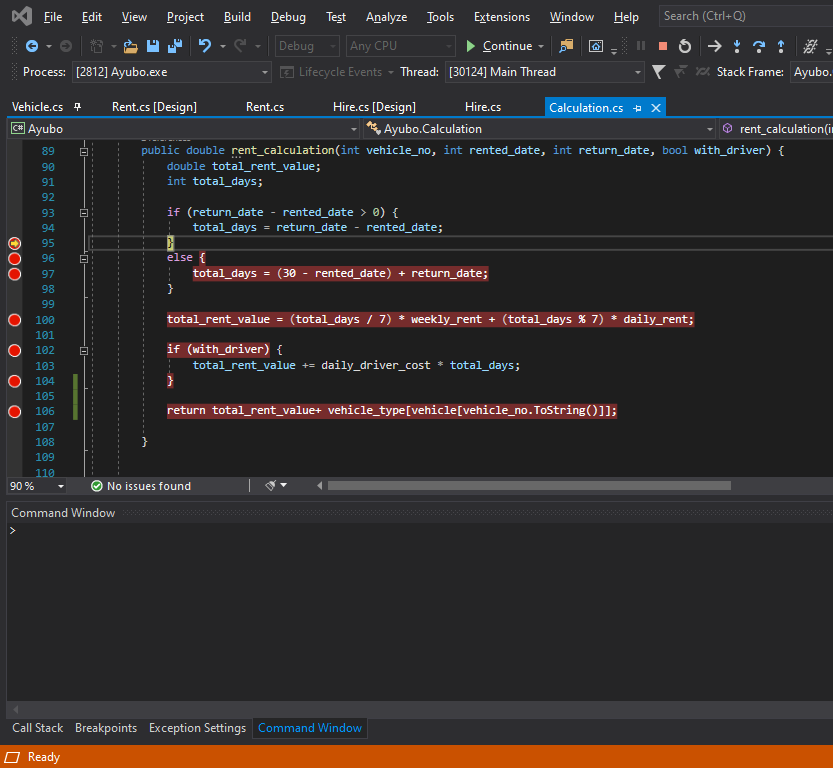 File Edit View Project Build Debug Test Analyze Tools Extensions Window Help Search (Ctrl+Q)
Debug Any CPU Continue
Process: [2812] Ayubo.exe Lifecycle Events Thread: [30124] Main Thread Stack Frame: Ayubo.
Vehicle.cs Rent.cs [Design] Rent.cs Hire.cs [Design] Hire.cs Calculation.cs
C# Ayubo Ayubo.Calculation rent_calculation(i
89 public double rent_calculation(int vehicle_no, int rented_date, int return_date, bool with_driver) {
90 double total_rent_value;
91 int total_days;
92
93 if (return_date - rented_date > 0) {
94 total_days = return_date - rented_date;
95 }
96 else {
97 total_days = (30 - rented_date) + return_date;
98 }
99
100 total_rent_value = (total_days / 7) * weekly_rent + (total_days % 7) * daily_rent;
101
102 if (with_driver) {
103 total_rent_value += daily_driver_cost * total_days;
104 }
105
106 return total_rent_value+ vehicle_type[vehicle[vehicle_no.ToString()]];
107
108 }
109
110
90 % No issues found
Command Window
>
Call Stack Breakpoints Exception Settings Command Window
Ready